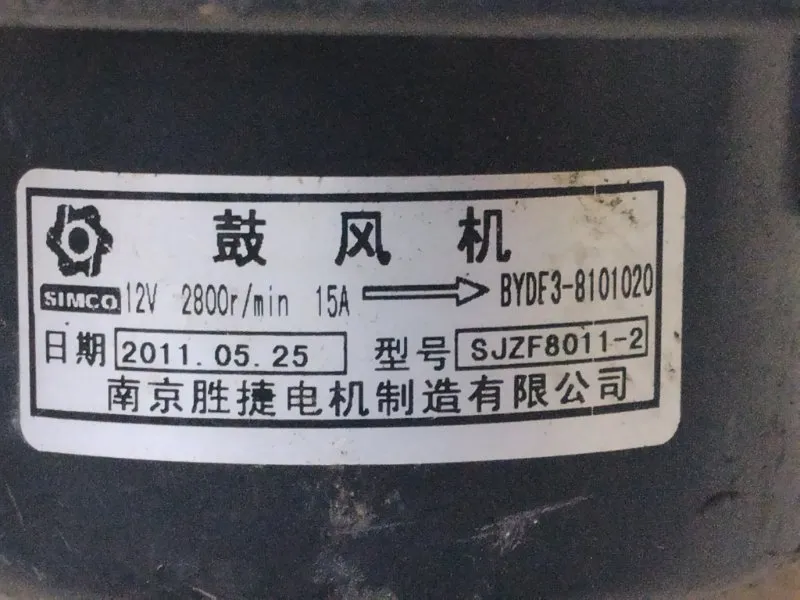 鼓风机
SIMCO 12V 2800r/min 15A BYDF3-8101020
日期 2011.05.25 型号 SJZF8011-2
南京胜捷电机制造有限公司